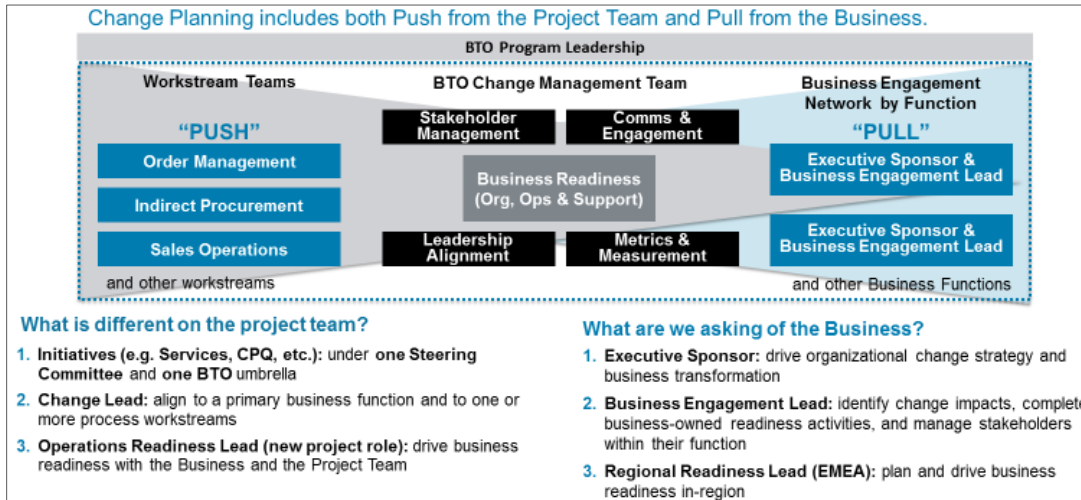 Change Planning includes both Push from the Project Team and Pull from the Business.
BTO Program Leadership
Workstream Teams
"PUSH"
Order Management
Indirect Procurement
Sales Operations
and other workstreams
BTO Change Management Team
Stakeholder
Management
Comms &
Engagement
Business Readiness
(Org, Ops & Support)
Leadership
Alignment
Metrics &
Measurement
Business Engagement
Network by Function
"PULL"
Executive Sponsor &
Business Engagement Lead
Executive Sponsor &
Business Engagement Lead
and other Business Functions
What is different on the project team?
1. Initiatives (e.g. Services, CPQ, etc.): under one Steering
Committee and one BTO umbrella
2. Change Lead: align to a primary business function and to one or
more process workstreams
3. Operations Readiness Lead (new project role): drive business
readiness with the Business and the Project Team
What are we asking of the Business?
1. Executive Sponsor: drive organizational change strategy and
business transformation
2. Business Engagement Lead: identify change impacts, complete
business-owned readiness activities, and manage stakeholders
within their function
3. Regional Readiness Lead (EMEA): plan and drive business
readiness in-region